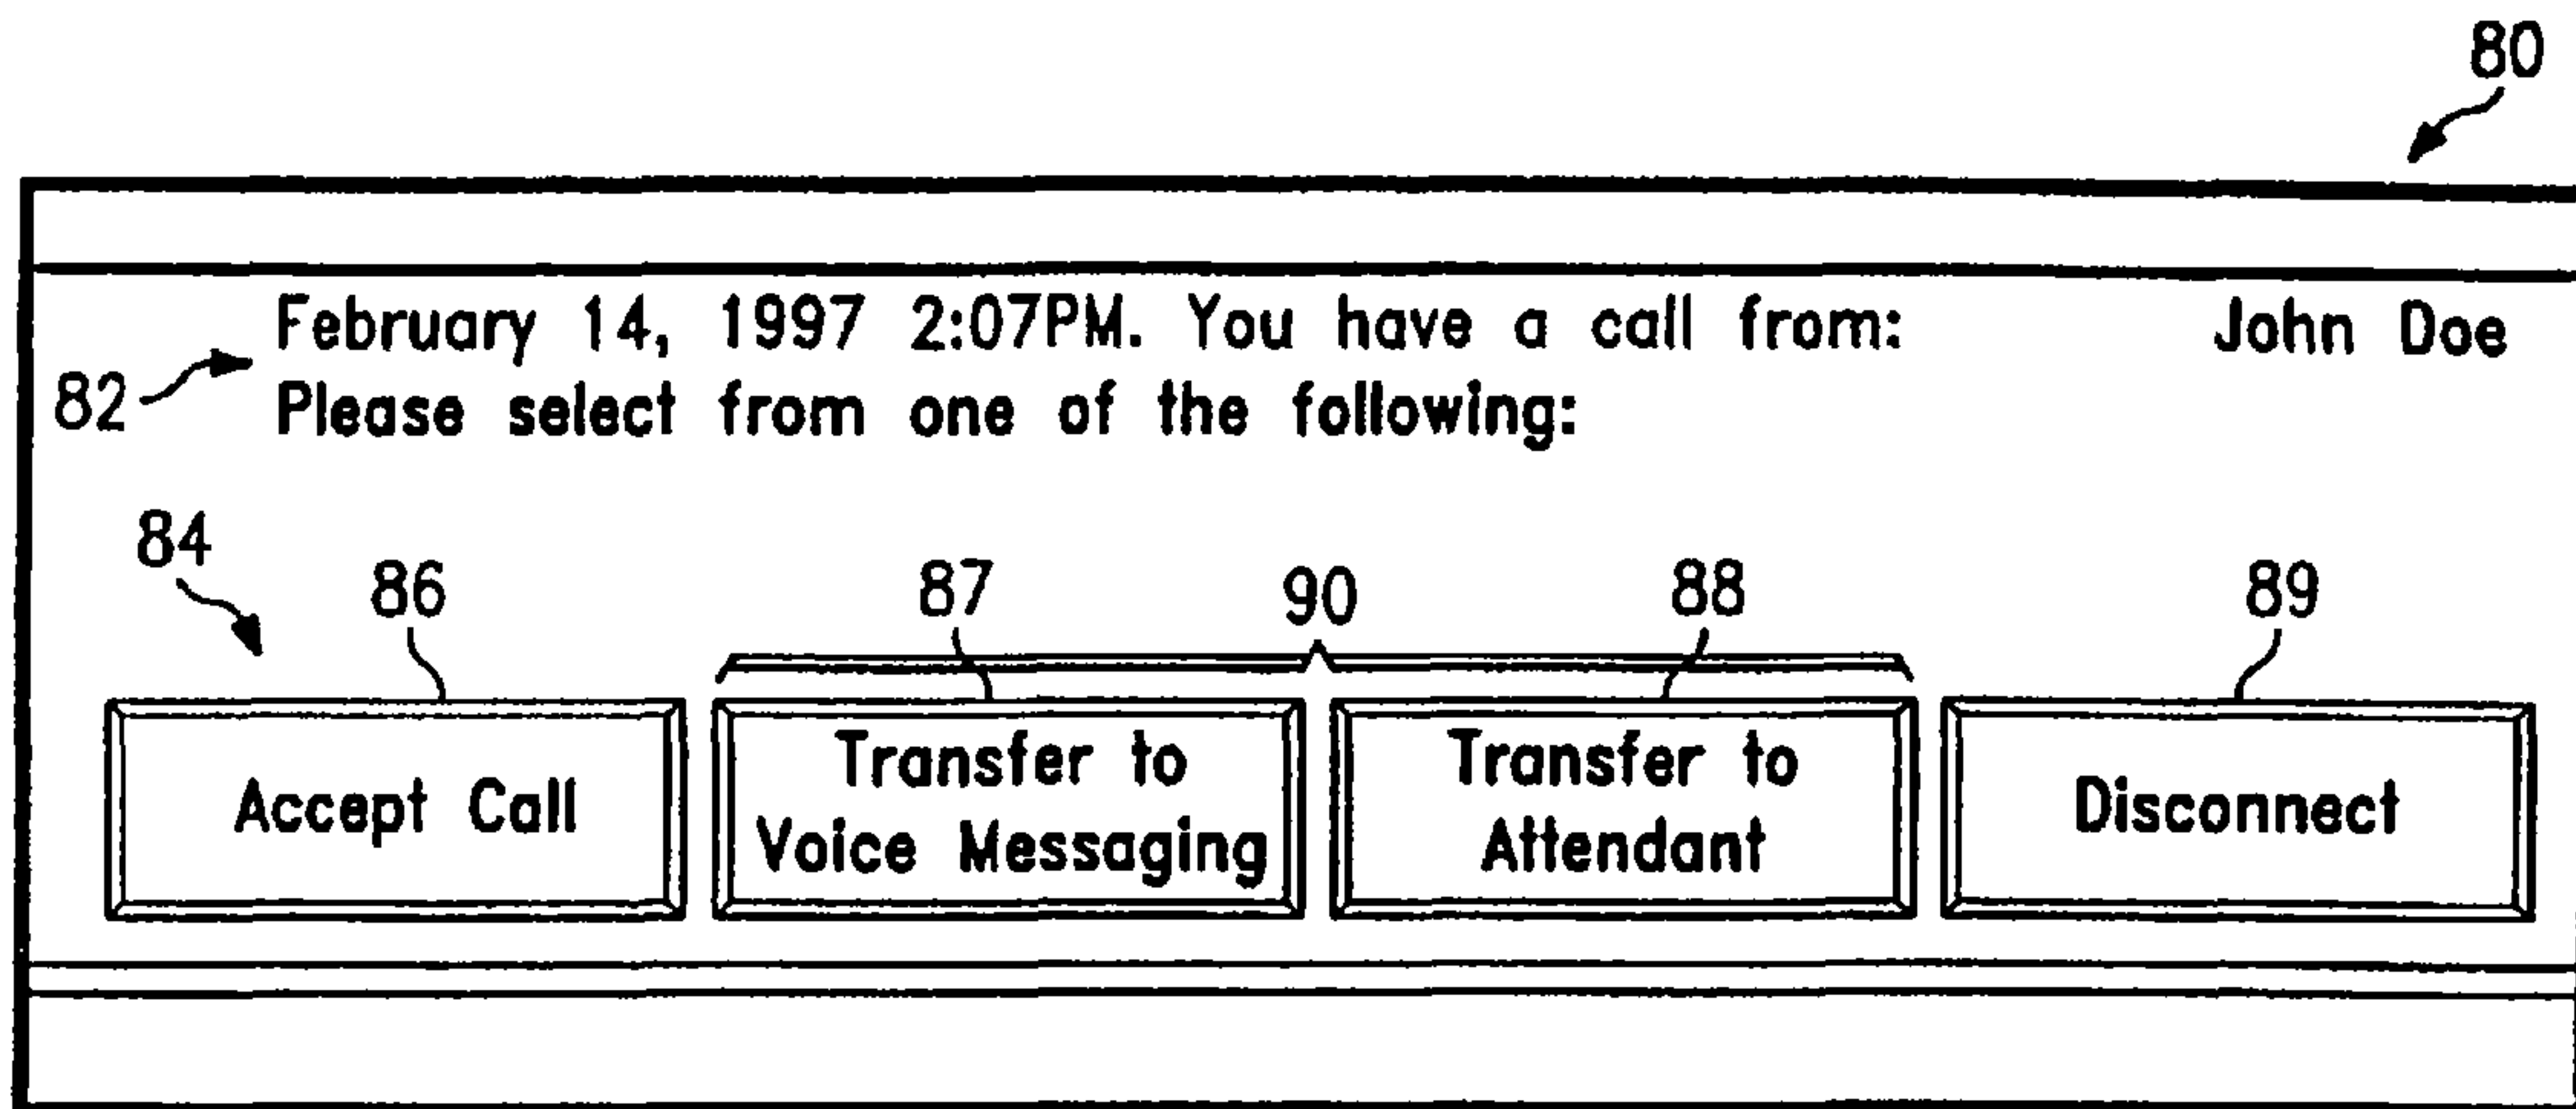 80
February 14, 1997 2:07PM. You have a call from: John Doe
82
Please select from one of the following:
84
86 87 90 88 89
Accept Call
Transfer to
Voice Messaging
Transfer to
Attendant
Disconnect